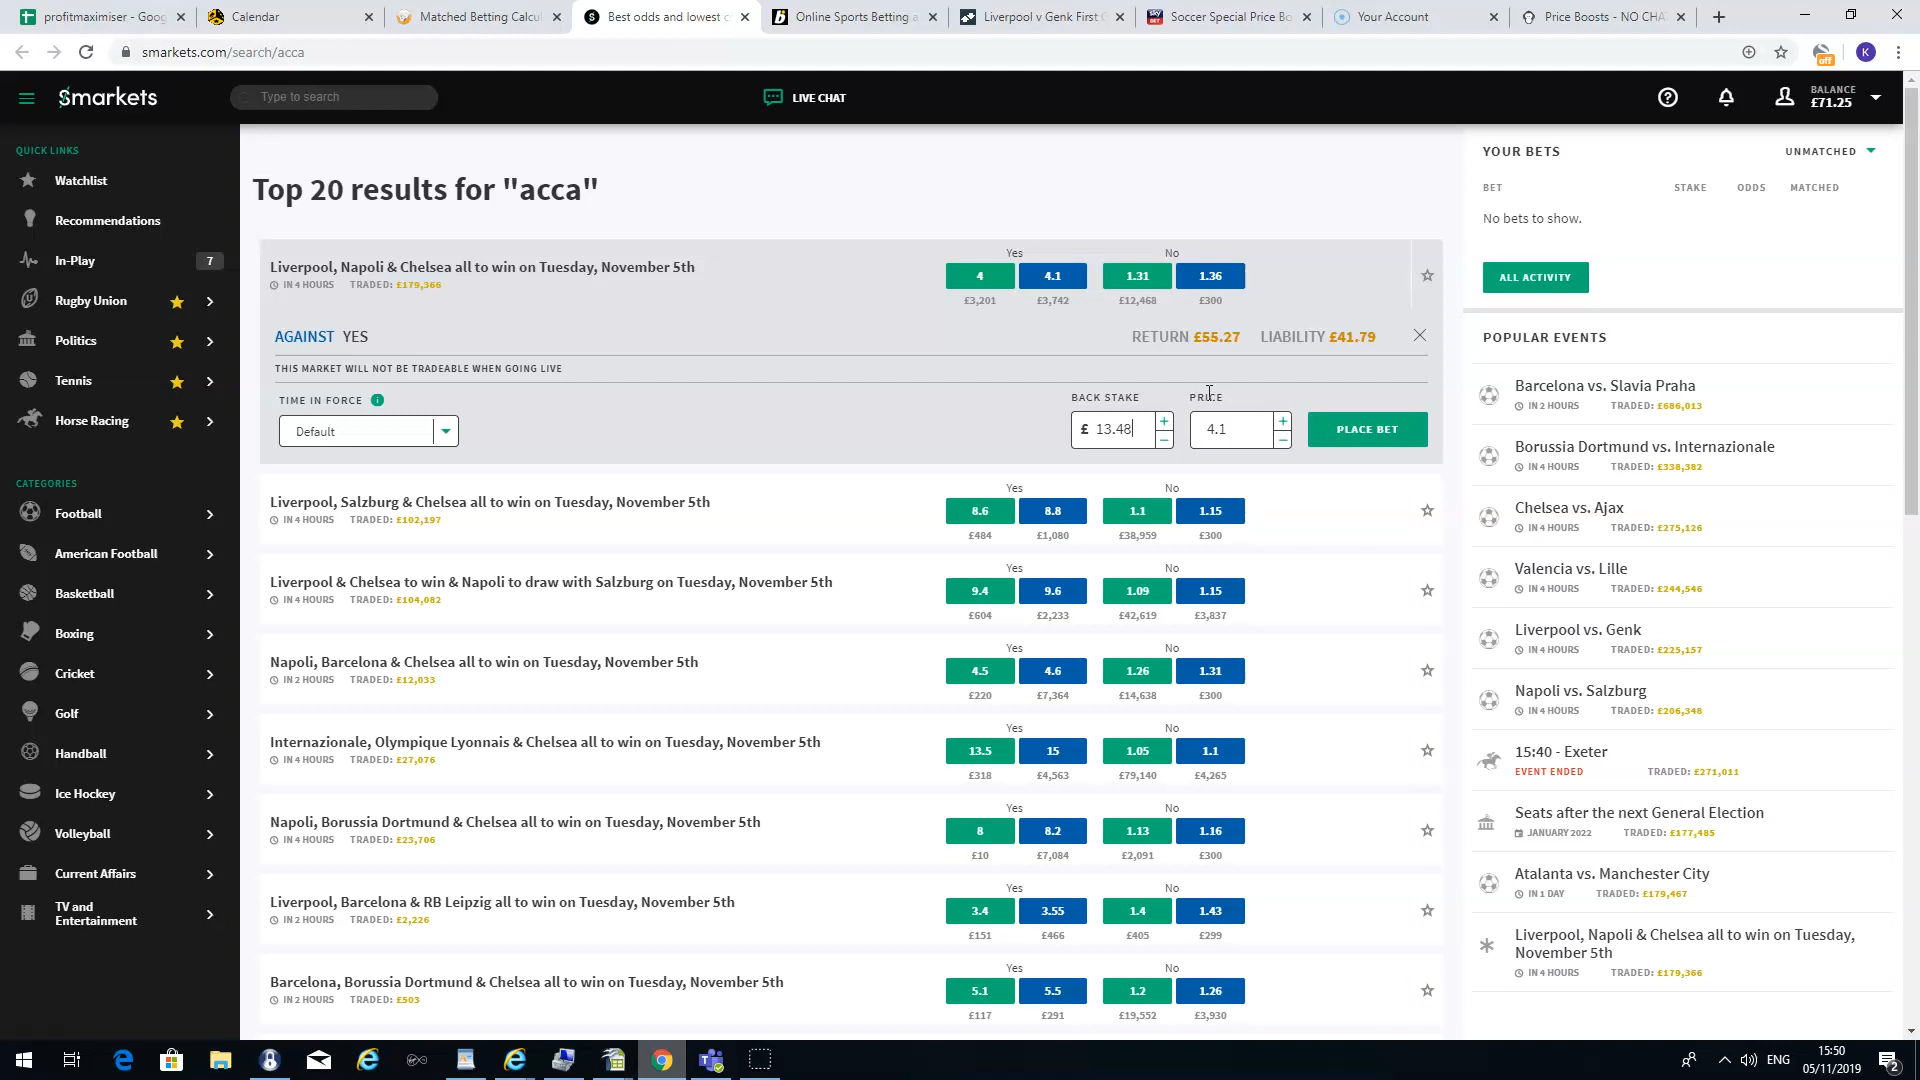 profitmaximiser - Goog
Calendar
Matched Betting Calcu
Best odds and lowest c
Online Sports Betting a
Liverpool v Genk First G
Soccer Special Price Bo
Your Account
Price Boosts - NO CHA
smarkets.com/search/acca
off
K
smarkets
Type to search
LIVE CHAT
BALANCE
£71.25
QUICK LINKS
Watchlist
Recommendations
In-Play 7
Rugby Union
Politics
Tennis
Horse Racing
CATEGORIES
Football
American Football
Basketball
Boxing
Cricket
Golf
Handball
Ice Hockey
Volleyball
Current Affairs
TV and
Entertainment
Top 20 results for "acca"
Yes No
Liverpool, Napoli & Chelsea all to win on Tuesday, November 5th 4 4.1 1.31 1.36
IN 4 HOURS TRADED: £179,366
£3,201 £3,742 £12,468 £300
AGAINST YES RETURN £55.27 LIABILITY £41.79
THIS MARKET WILL NOT BE TRADEABLE WHEN GOING LIVE
TIME IN FORCE BACK STAKE PRICE
Default £ 13.48 4.1 PLACE BET
Yes No
Liverpool, Salzburg & Chelsea all to win on Tuesday, November 5th 8.6 8.8 1.1 1.15
IN 4 HOURS TRADED: £102,197
£484 £1,080 £38,959 £300
Yes No
Liverpool & Chelsea to win & Napoli to draw with Salzburg on Tuesday, November 5th 9.4 9.6 1.09 1.15
IN 4 HOURS TRADED: £104,082
£604 £2,233 £42,619 £3,837
Yes No
Napoli, Barcelona & Chelsea all to win on Tuesday, November 5th 4.5 4.6 1.26 1.31
IN 2 HOURS TRADED: £12,033
£220 £7,364 £14,638 £300
Yes No
Internazionale, Olympique Lyonnais & Chelsea all to win on Tuesday, November 5th 13.5 15 1.05 1.1
IN 4 HOURS TRADED: £27,076
£318 £4,563 £79,140 £4,265
Yes No
Napoli, Borussia Dortmund & Chelsea all to win on Tuesday, November 5th 8 8.2 1.13 1.16
IN 4 HOURS TRADED: £23,706
£10 £7,084 £2,091 £300
Yes No
Liverpool, Barcelona & RB Leipzig all to win on Tuesday, November 5th 3.4 3.55 1.4 1.43
IN 2 HOURS TRADED: £2,226
£151 £466 £405 £299
Yes No
Barcelona, Borussia Dortmund & Chelsea all to win on Tuesday, November 5th 5.1 5.5 1.2 1.26
IN 2 HOURS TRADED: £503
£117 £291 £19,552 £3,930
YOUR BETS UNMATCHED
BET STAKE ODDS MATCHED
No bets to show.
ALL ACTIVITY
POPULAR EVENTS
Barcelona vs. Slavia Praha
IN 2 HOURS TRADED: £686,013
Borussia Dortmund vs. Internazionale
IN 4 HOURS TRADED: £338,382
Chelsea vs. Ajax
IN 4 HOURS TRADED: £275,126
Valencia vs. Lille
IN 4 HOURS TRADED: £244,546
Liverpool vs. Genk
IN 4 HOURS TRADED: £225,157
Napoli vs. Salzburg
IN 4 HOURS TRADED: £206,348
15:40 - Exeter
EVENT ENDED TRADED: £271,011
Seats after the next General Election
JANUARY 2022 TRADED: £177,485
Atalanta vs. Manchester City
IN 1 DAY TRADED: £179,467
Liverpool, Napoli & Chelsea all to win on Tuesday,
November 5th
IN 4 HOURS TRADED: £179,366
ENG
15:50
05/11/2019
2